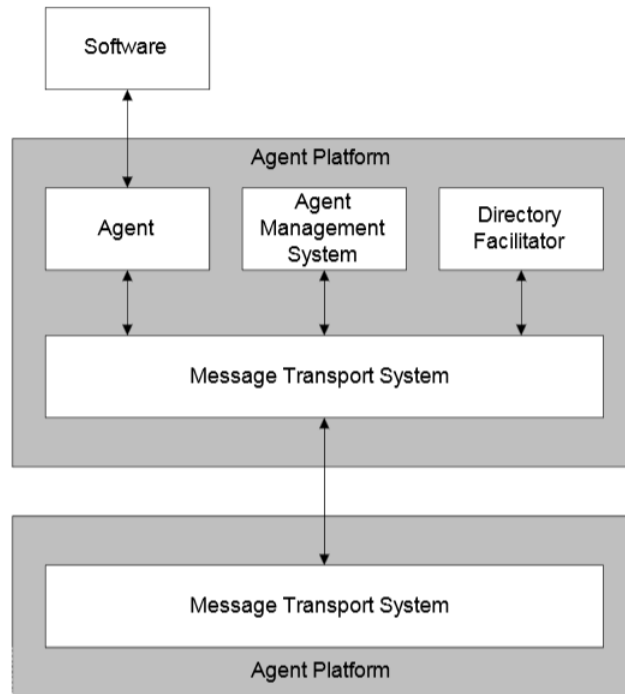 Software
Agent Platform
Agent
Agent
Management
System
Directory
Facilitator
Message Transport System
Message Transport System
Agent Platform